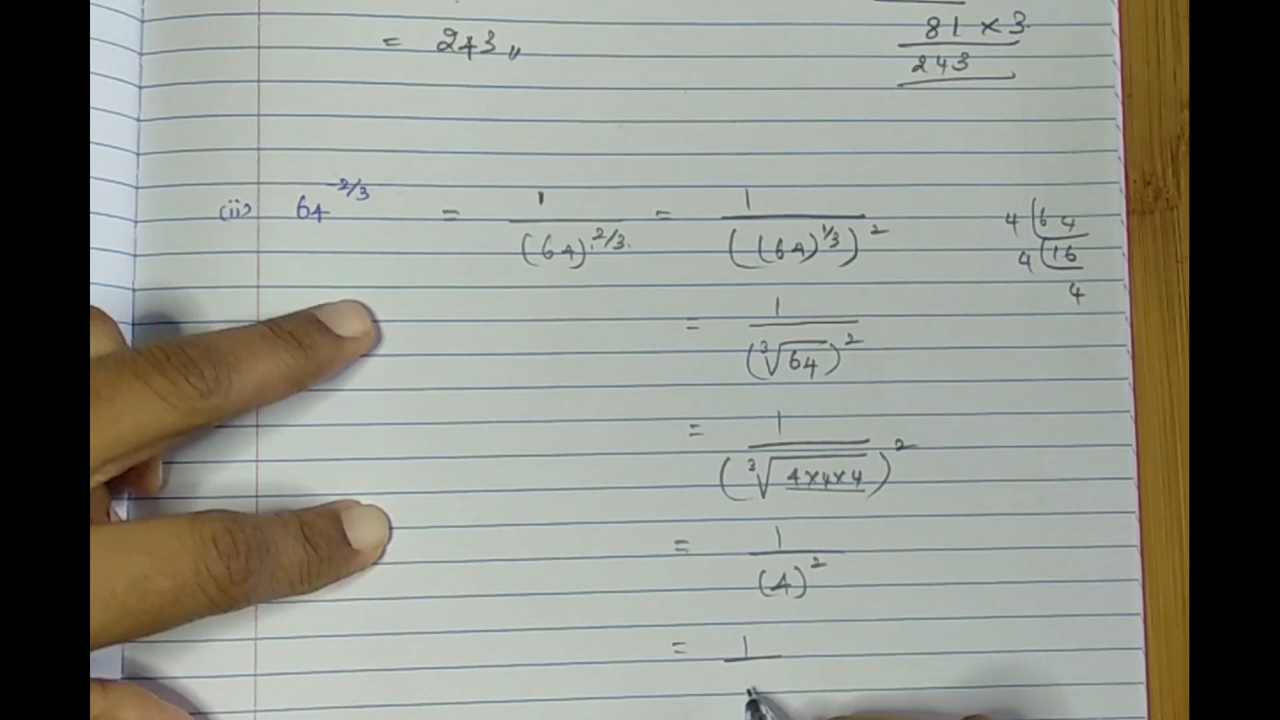 = 243,,
81 × 3
243
(ii) 64^-2/3 = 1/(64)^2/3 = 1/((64)^1/3)^2
4 | 64
4 | 16
4
= 1/(∛64)^2
= 1/(∛4×4×4)^2
= 1/(4)^2
= 1/